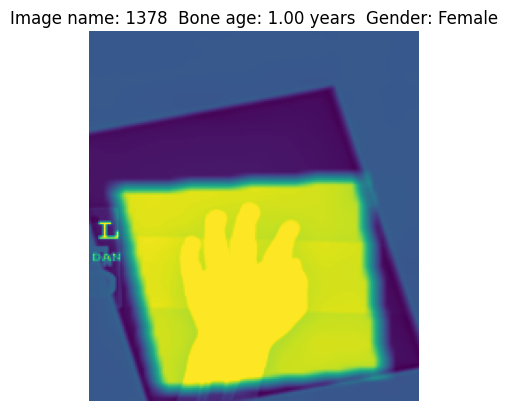 Image name: 1378  Bone age: 1.00 years  Gender: Female
L
DAN